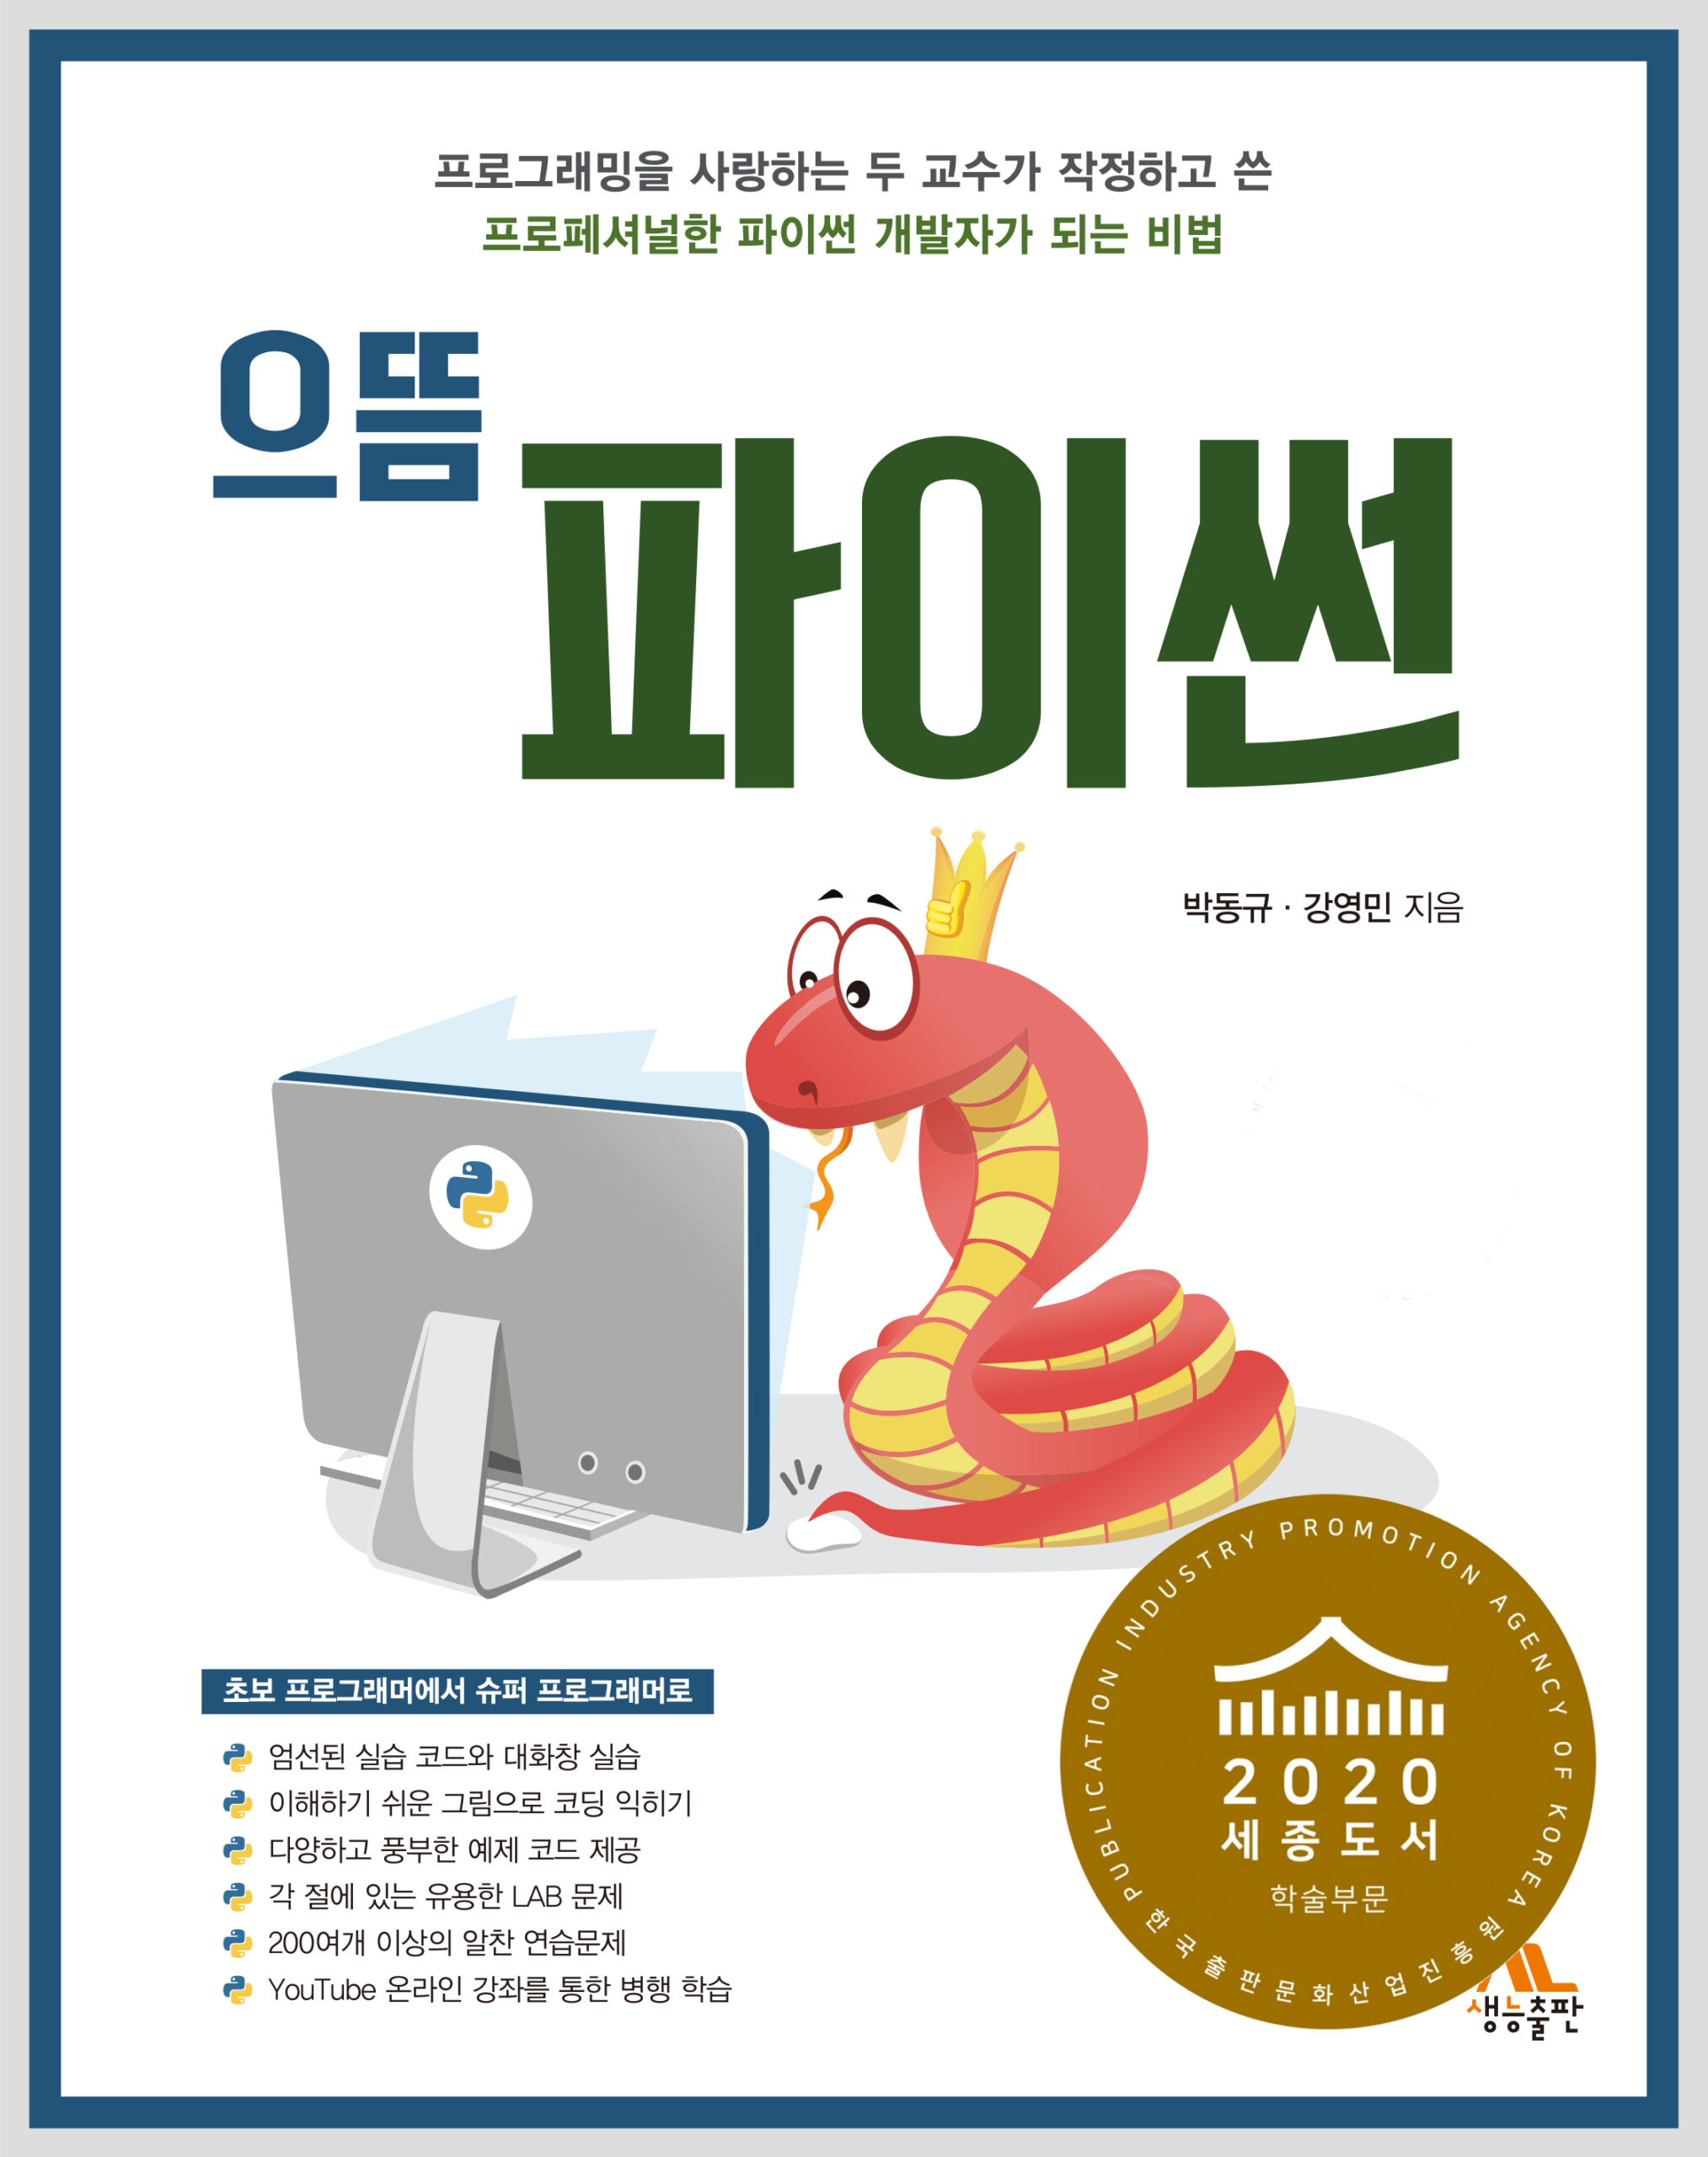 프로그래밍을 사랑하는 두 교수가 작정하고 쓴
프로페셔널한 파이썬 개발자가 되는 비법
으뜸
파이썬
박동규 · 강영민 지음
초보 프로그래머에서 슈퍼 프로그래머로
엄선된 실습 코드와 대화창 실습
이해하기 쉬운 그림으로 코딩 익히기
다양하고 풍부한 예제 코드 제공
각 절에 있는 유용한 LAB 문제
200여개 이상의 알찬 연습문제
YouTube 온라인 강좌를 통한 병행 학습
PUBLICATION INDUSTRY PROMOTION AGENCY OF KOREA
2020
세종도서
학술부문
한국출판문화산업진흥원
생능출판